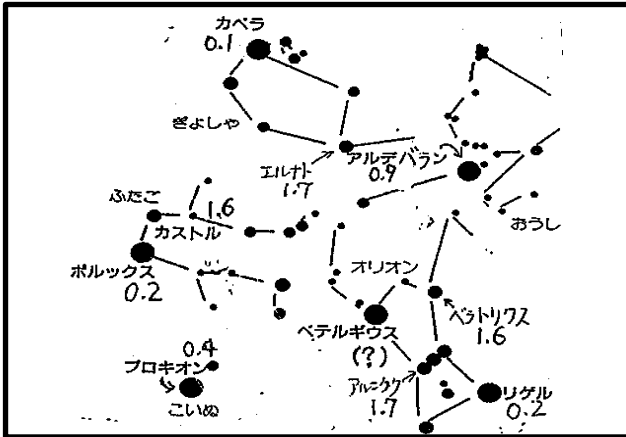 カペラ
0.1
ぎょしゃ
エルナト
1.7
アルデバラン
0.9
おうし
ふたご
1.6
カストル
ポルックス
0.2
オリオン
ベテルギウス
(?)
ベラトリクス
1.6
アルニタク
1.7
リゲル
0.2
0.4
プロキオン
こいぬ